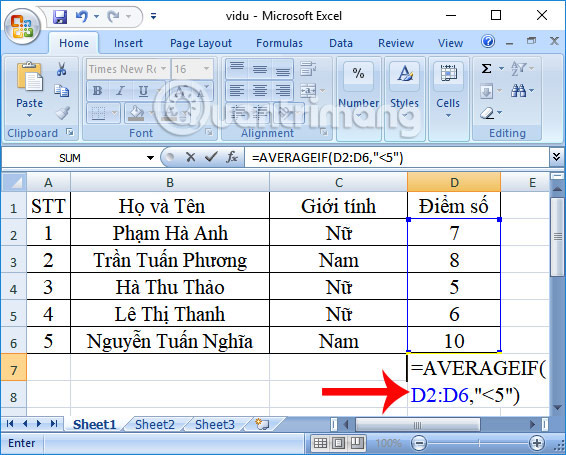 vidu - Microsoft Excel
Home Insert Page Layout Formulas Data Review View
Times New Ro 16
Paste
Number Styles Cells
Clipboard Font Alignment Editing
Quantrimang
SUM =AVERAGEIF(D2:D6,"<5")
A B C D E
1 STT Họ và Tên Giới tính Điểm số
2 1 Phạm Hà Anh Nữ 7
3 2 Trần Tuấn Phương Nam 8
4 3 Hà Thu Thảo Nữ 5
5 4 Lê Thị Thanh Nữ 6
6 5 Nguyễn Tuấn Nghĩa Nam 10
7 =AVERAGEIF(
8 D2:D6,"<5")
Sheet1 Sheet2 Sheet3
Enter 100%